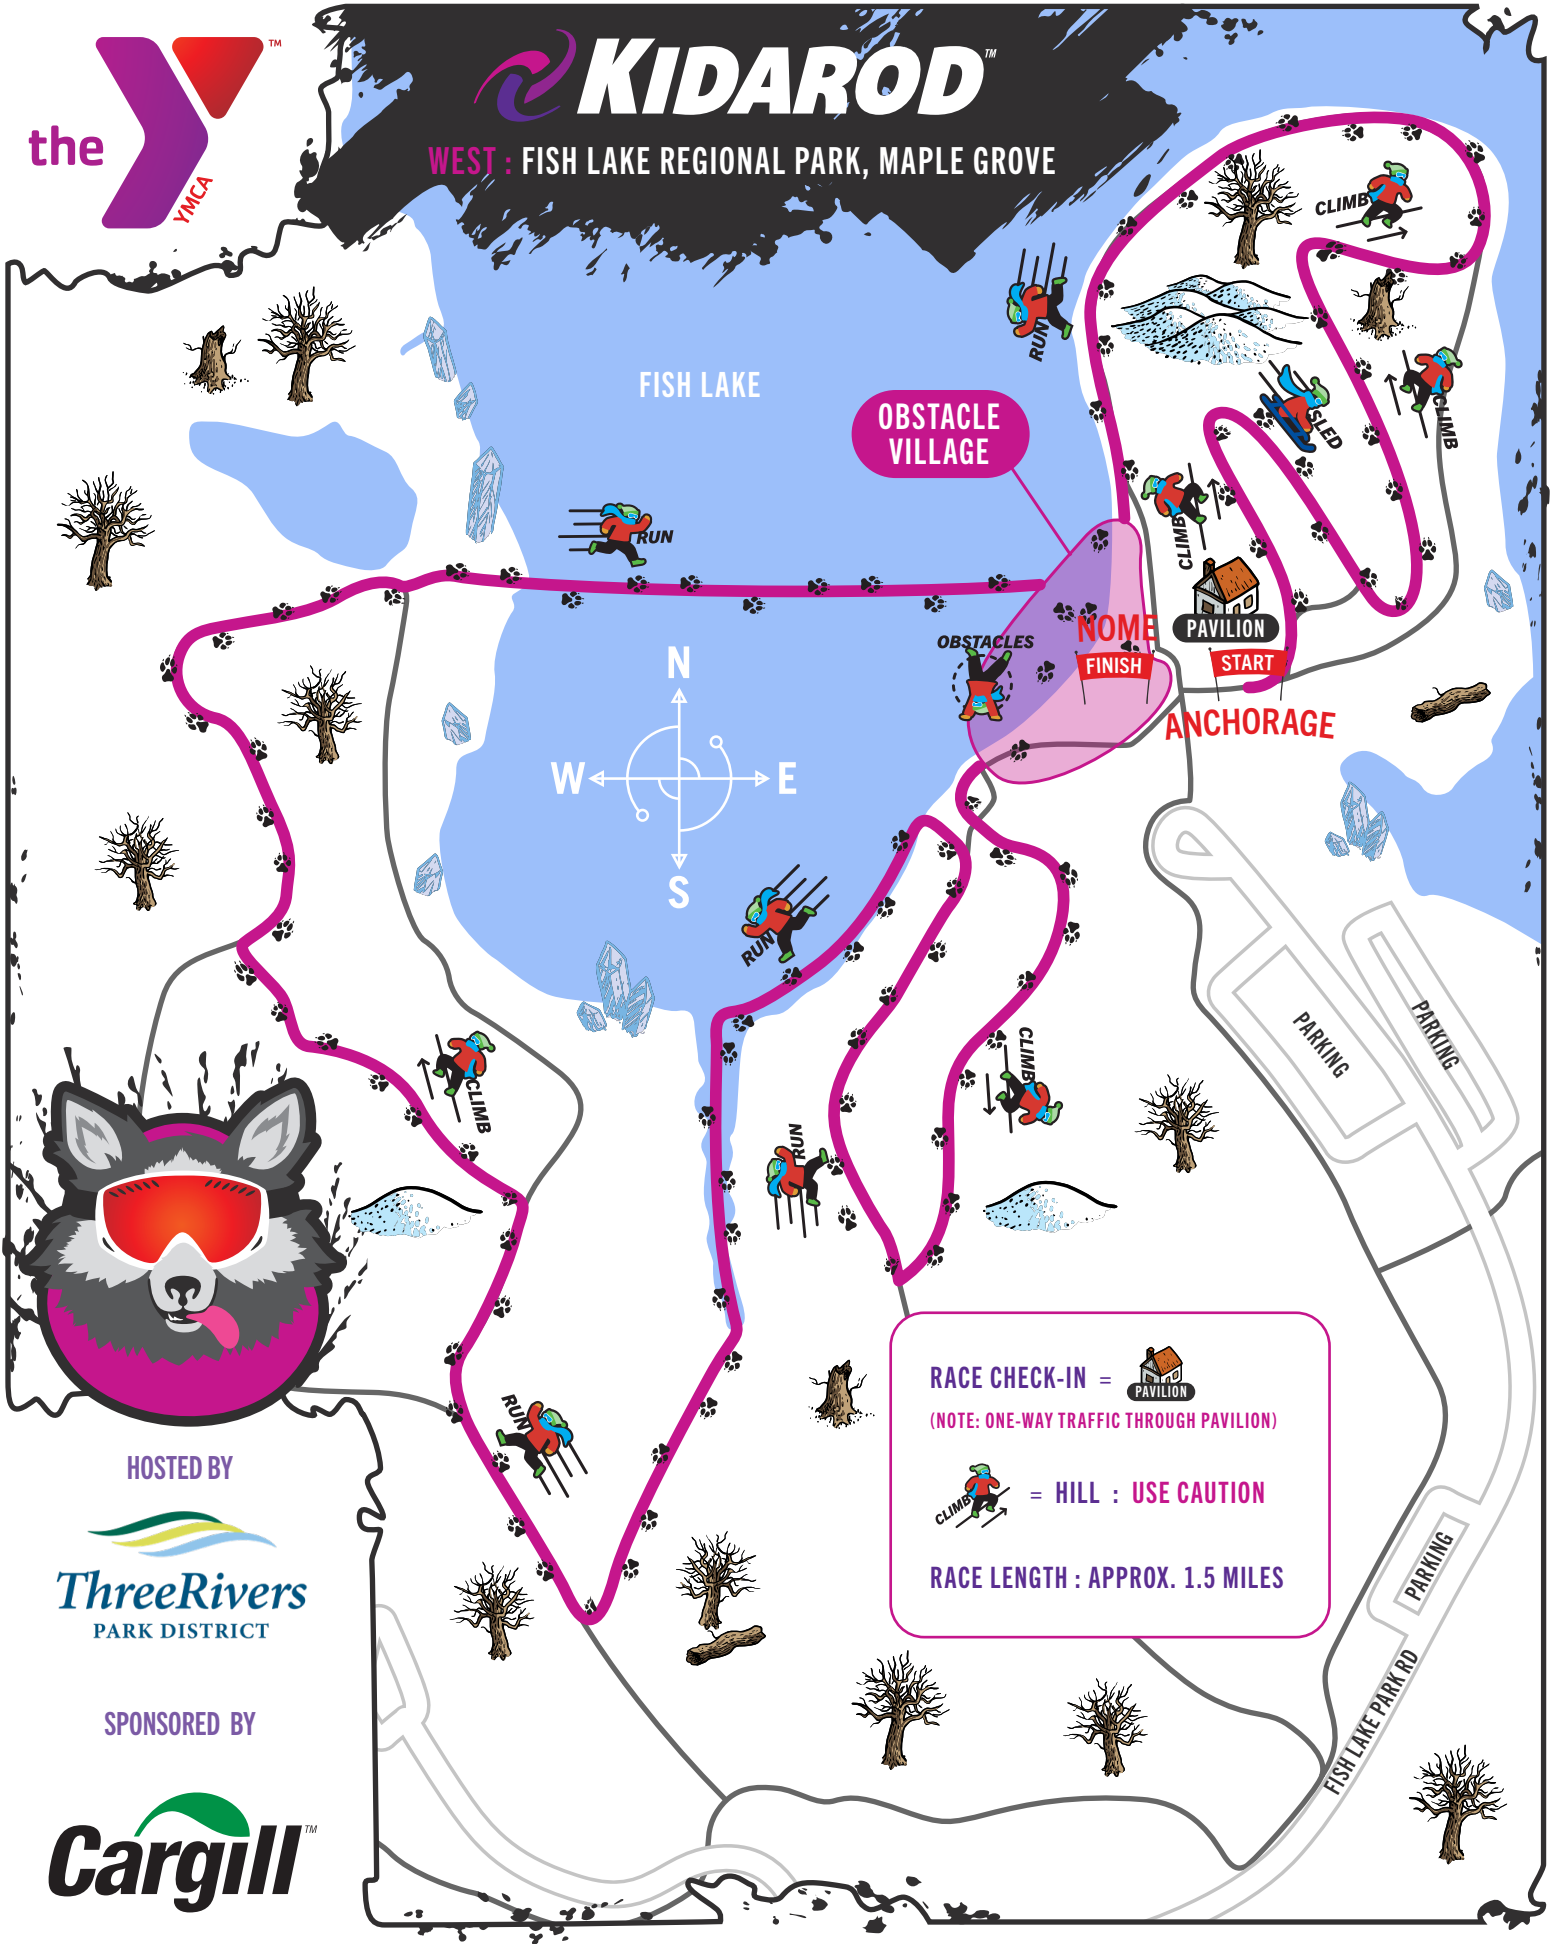 the
YMCA
™
KIDAROD™
WEST : FISH LAKE REGIONAL PARK, MAPLE GROVE
CLIMB
RUN
FISH LAKE
OBSTACLE
VILLAGE
SLED
CLIMB
CLIMB
RUN
NOME
FINISH
PAVILION
START
ANCHORAGE
OBSTACLES
N
W
E
S
RUN
PARKING
PARKING
CLIMB
CLIMB
RUN
RUN
RACE CHECK-IN =
PAVILION
(NOTE: ONE-WAY TRAFFIC THROUGH PAVILION)
CLIMB
= HILL : USE CAUTION
RACE LENGTH : APPROX. 1.5 MILES
PARKING
FISH LAKE PARK RD
HOSTED BY
ThreeRivers
PARK DISTRICT
SPONSORED BY
Cargill™